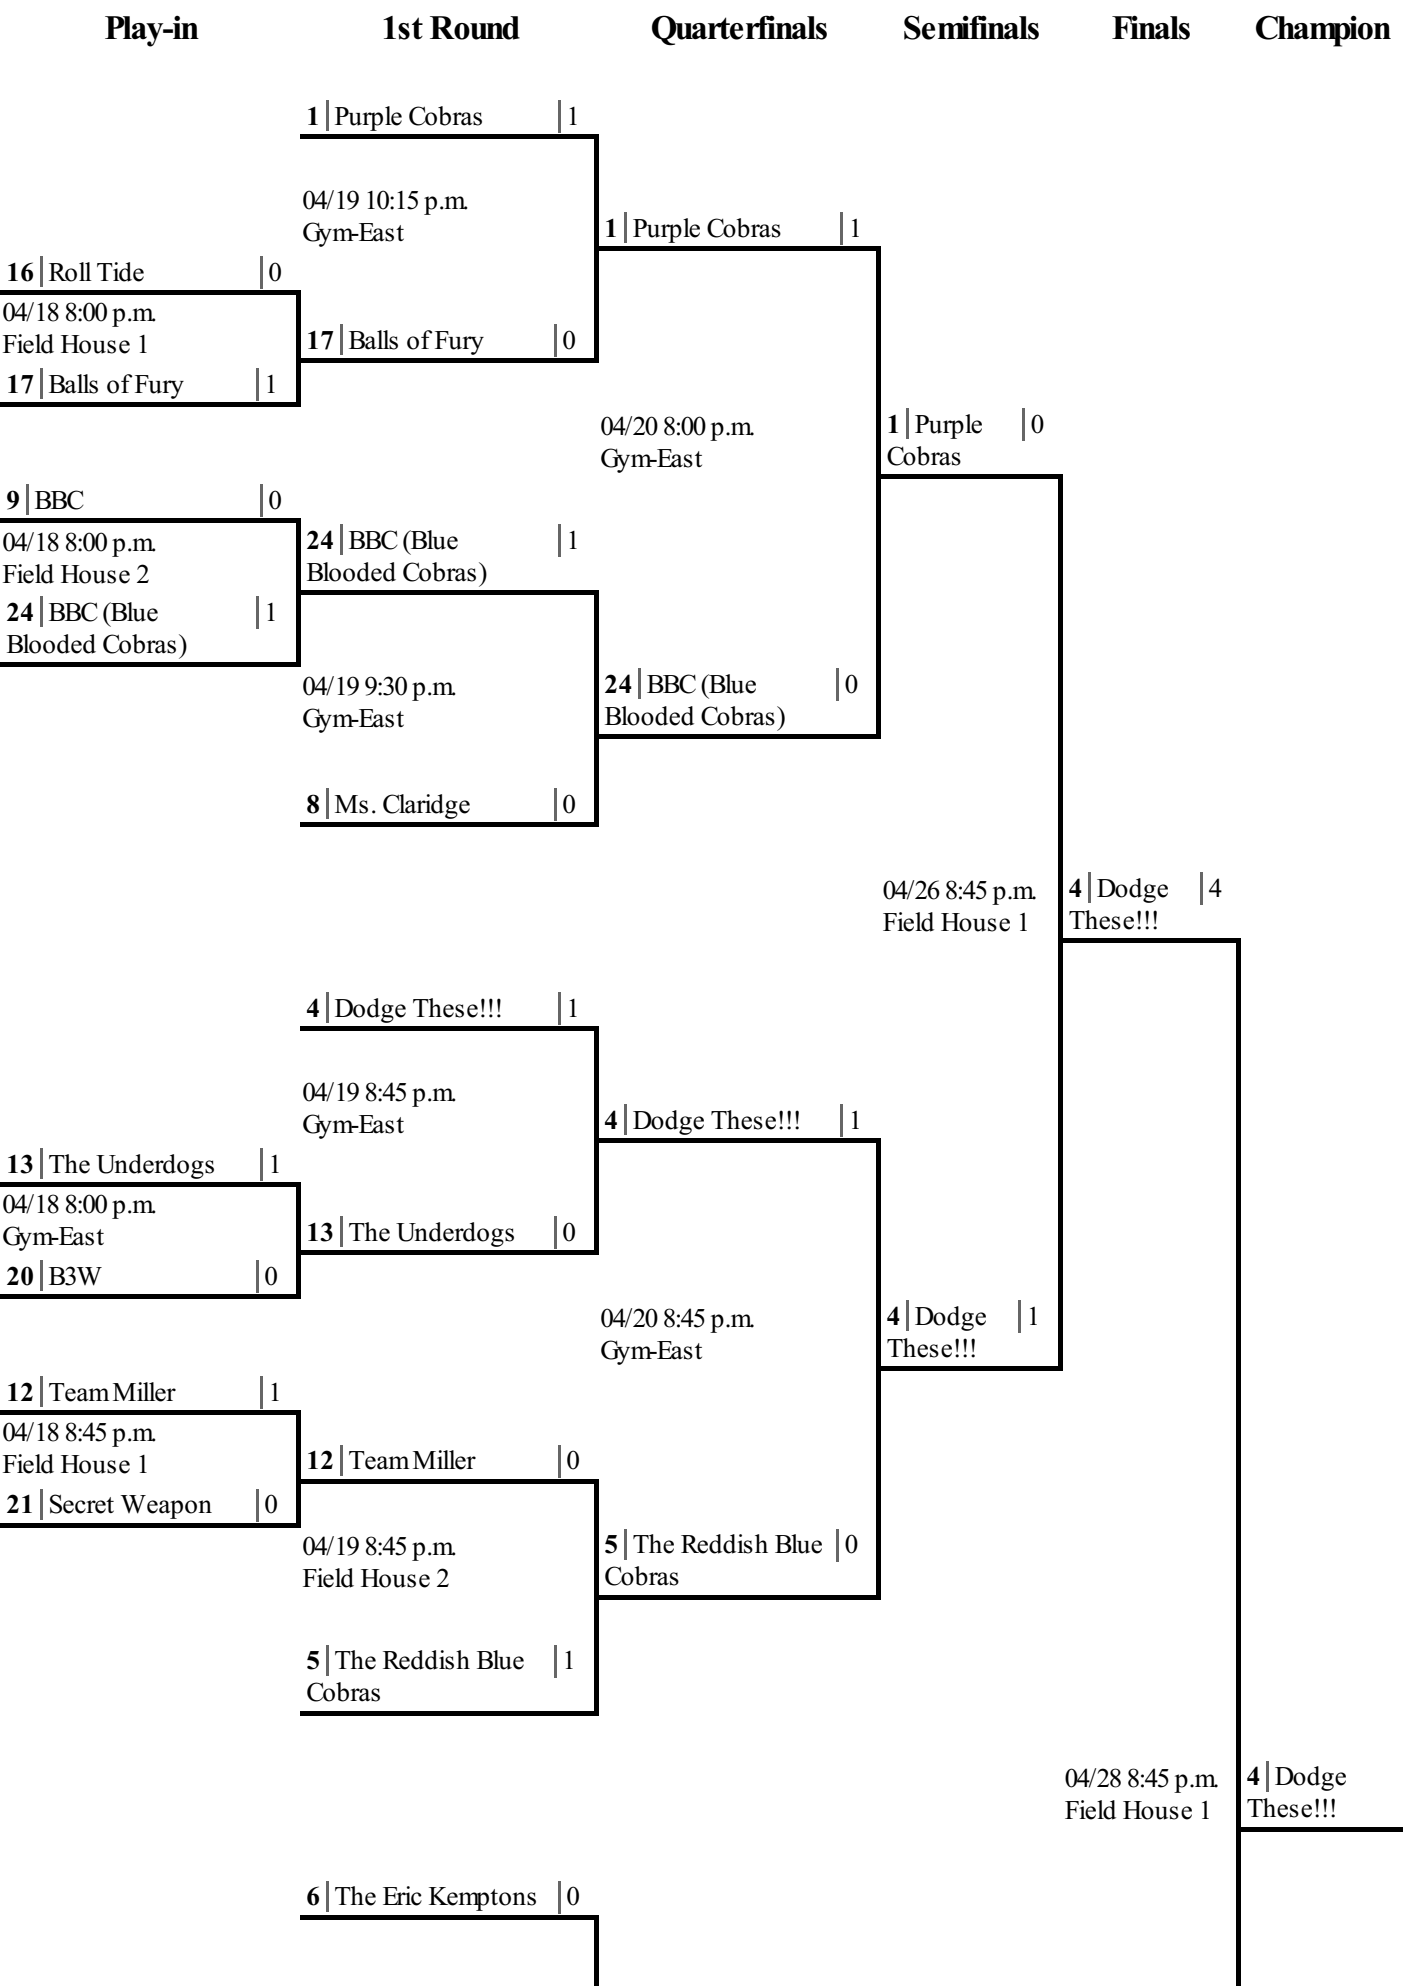 Play-in 1st Round Quarterfinals Semifinals Finals Champion
1 Purple Cobras 1
04/19 10:15 p.m.
Gym-East
1 Purple Cobras 1
16 Roll Tide 0
04/18 8:00 p.m.
Field House 1
17 Balls of Fury 0
17 Balls of Fury 1
04/20 8:00 p.m.
Gym-East
1 Purple 0
Cobras
9 BBC 0
04/18 8:00 p.m.
Field House 2
24 BBC (Blue 1
Blooded Cobras)
24 BBC (Blue 1
Blooded Cobras)
04/19 9:30 p.m.
Gym-East
24 BBC (Blue 0
Blooded Cobras)
8 Ms. Claridge 0
04/26 8:45 p.m.
Field House 1
4 Dodge 4
These!!!
4 Dodge These!!! 1
04/19 8:45 p.m.
Gym-East
4 Dodge These!!! 1
13 The Underdogs 1
04/18 8:00 p.m.
Gym-East
13 The Underdogs 0
20 B3W 0
04/20 8:45 p.m.
Gym-East
4 Dodge 1
These!!!
12 Team Miller 1
04/18 8:45 p.m.
Field House 1
12 Team Miller 0
21 Secret Weapon 0
04/19 8:45 p.m.
Field House 2
5 The Reddish Blue 0
Cobras
5 The Reddish Blue 1
Cobras
04/28 8:45 p.m.
Field House 1
4 Dodge
These!!!
6 The Eric Kemptons 0